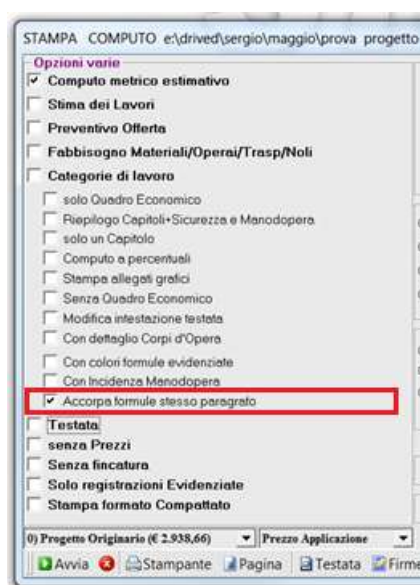 STAMPA COMPUTO e:\drived\sergio\maggio\prova progetto
Opzioni varie
Computo metrico estimativo
Stima dei Lavori
Preventivo Offerta
Fabbisogno Materiali/Operai/Trasp/Noli
Categorie di lavoro
solo Quadro Economico
Riepilogo Capitoli+Sicurezza e Manodopera
solo un Capitolo
Computo a percentuali
Stampa allegati grafici
Senza Quadro Economico
Modifica intestazione testata
Con dettaglio Corpi d'Opera
Con colori formule evidenziate
Con Incidenza Manodopera
Accorpa formule stesso paragrafo
Testata
senza Prezzi
Senza fincatura
Solo registrazioni Evidenziate
Stampa formato Compattato
0) Progetto Originario (€ 2.938,66) Prezzo Applicazione
Avvia Stampante Pagina Testata Firme